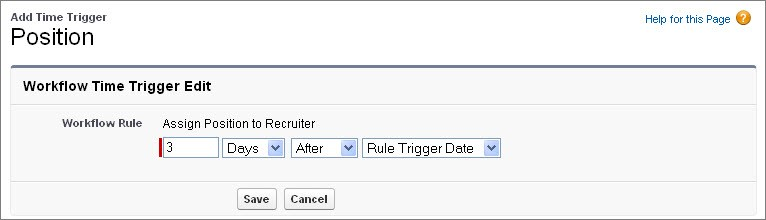 Add Time Trigger
Help for this Page ?
Position
Workflow Time Trigger Edit
Workflow Rule Assign Position to Recruiter
3 Days After Rule Trigger Date
Save Cancel